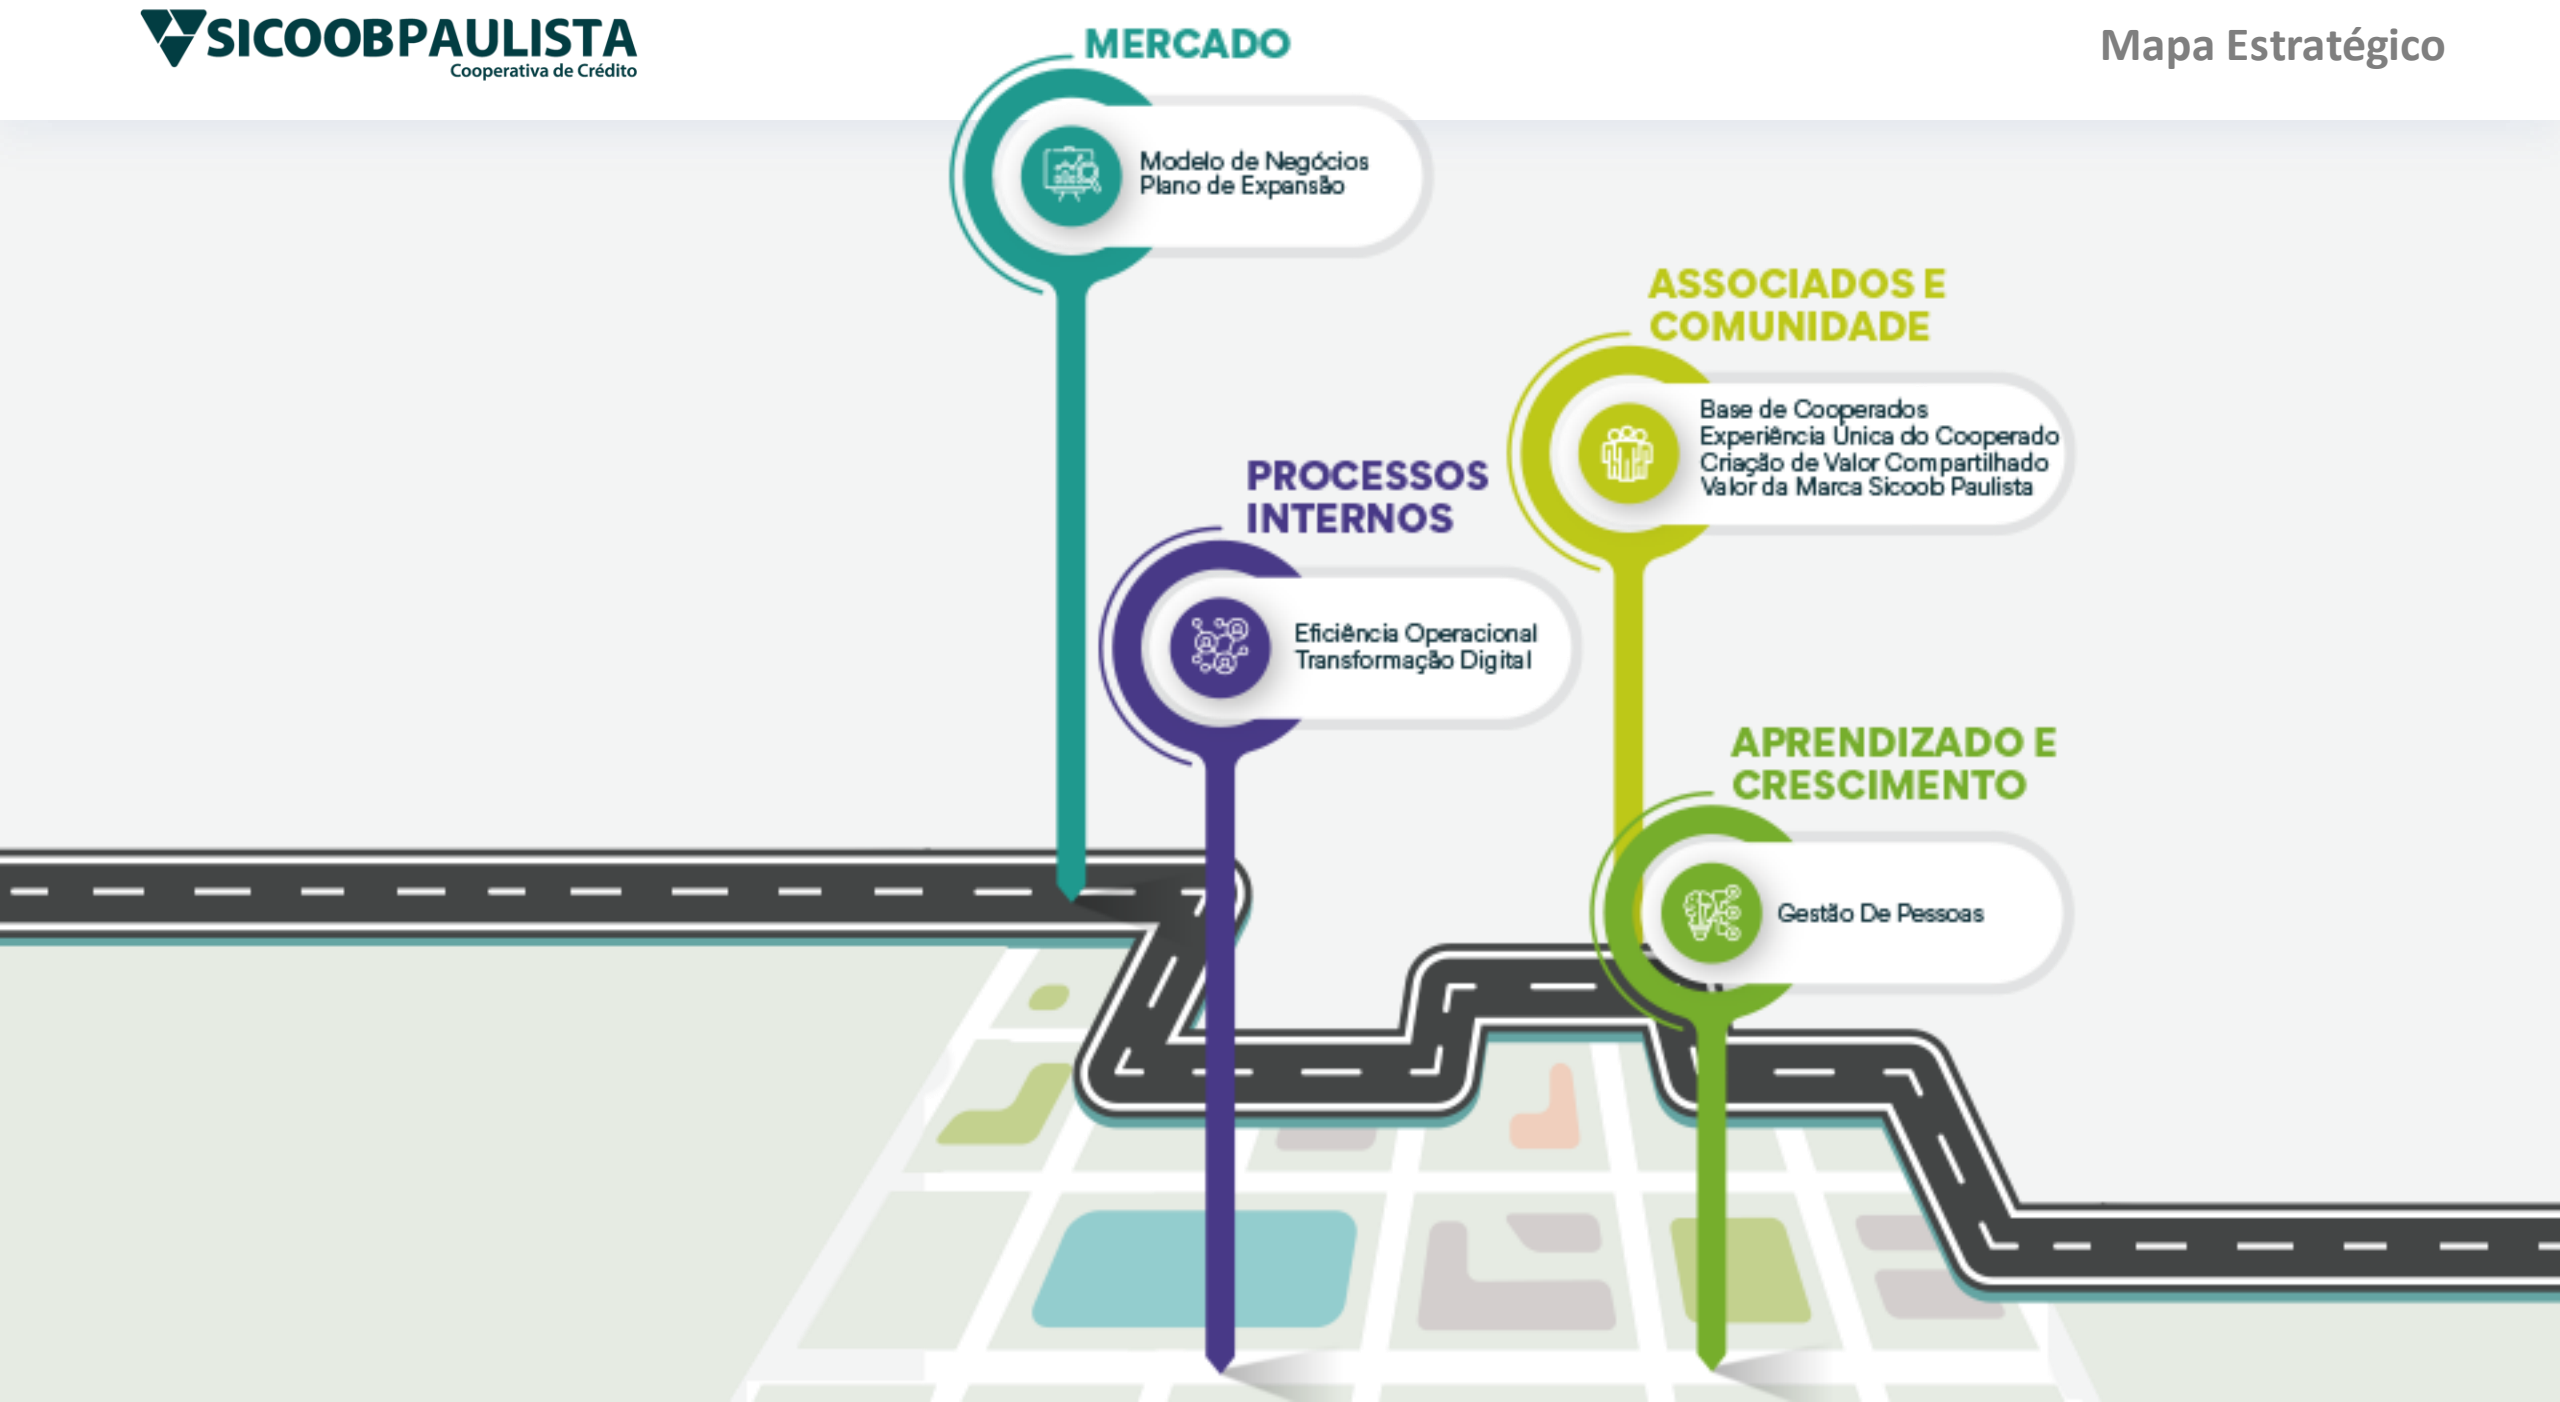 SICOOBPAULISTA
Cooperativa de Crédito
Mapa Estratégico
MERCADO
Modelo de Negócios
Plano de Expansão
ASSOCIADOS E
COMUNIDADE
Base de Cooperados
Experiência Única do Cooperado
Criação de Valor Compartilhado
Valor da Marca Sicoob Paulista
PROCESSOS
INTERNOS
Eficiência Operacional
Transformação Digital
APRENDIZADO E
CRESCIMENTO
Gestão De Pessoas